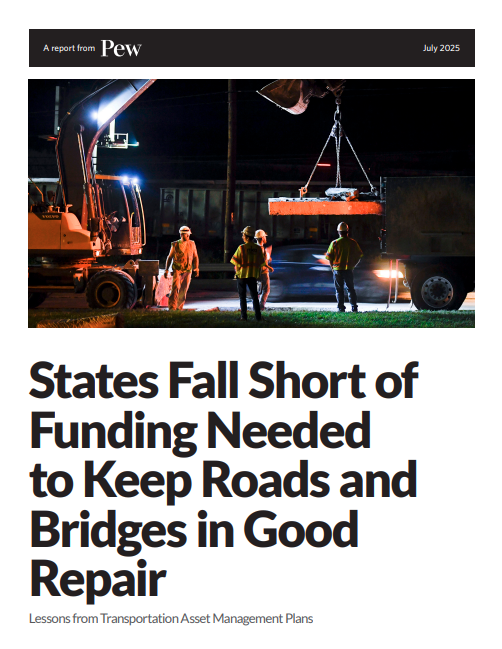 A report from Pew
July 2025
VOLVO
States Fall Short of
Funding Needed
to Keep Roads and
Bridges in Good
Repair
Lessons from Transportation Asset Management Plans